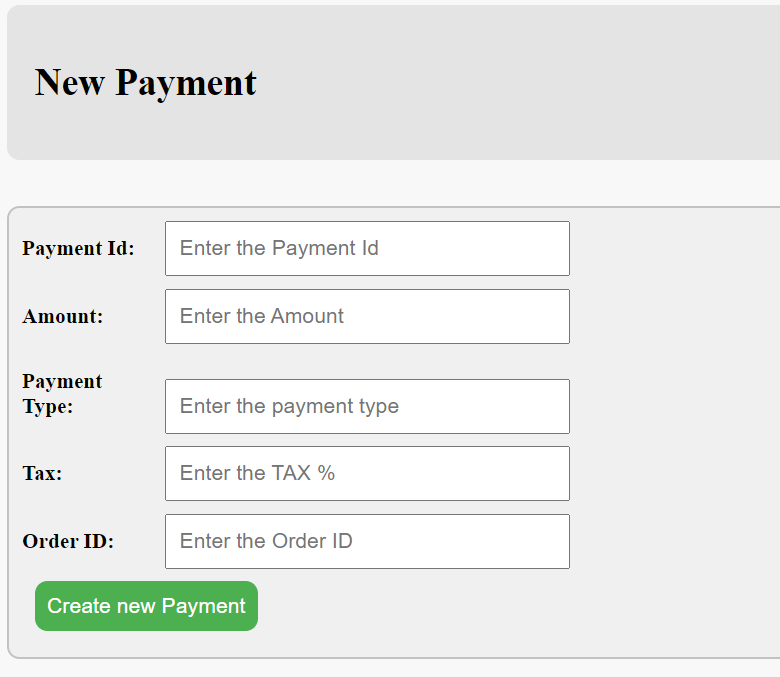 New Payment
Payment Id:
Enter the Payment Id
Amount:
Enter the Amount
Payment
Type:
Enter the payment type
Tax:
Enter the TAX %
Order ID:
Enter the Order ID
Create new Payment